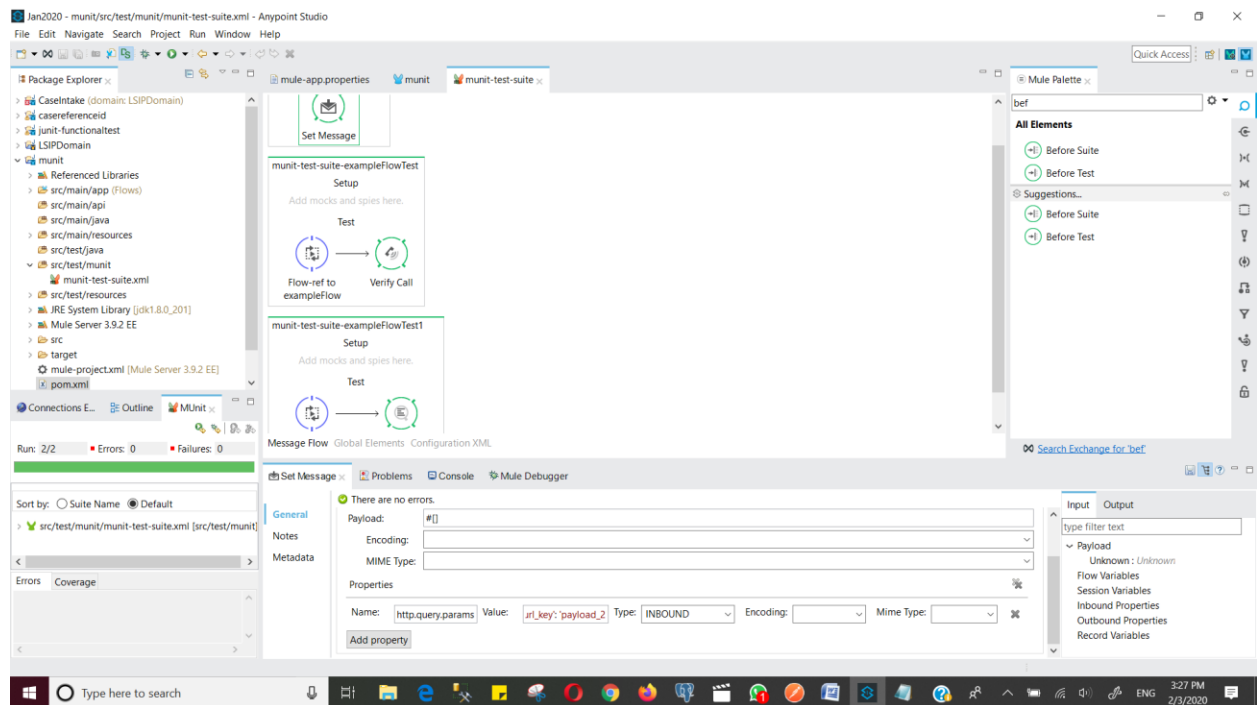 Jan2020 - munit/src/test/munit/munit-test-suite.xml - Anypoint Studio
File Edit Navigate Search Project Run Window Help
Quick Access
Package Explorer
CaseIntake (domain: LSIPDomain)
casereferenceid
junit-functionaltest
LSIPDomain
munit
Referenced Libraries
src/main/app (Flows)
src/main/api
src/main/java
src/main/resources
src/test/java
src/test/munit
munit-test-suite.xml
src/test/resources
JRE System Library [jdk1.8.0_201]
Mule Server 3.9.2 EE
src
target
mule-project.xml [Mule Server 3.9.2 EE]
pom.xml
mule-app.properties munit munit-test-suite
Set Message
munit-test-suite-exampleFlowTest
Setup
Add mocks and spies here.
Test
Flow-ref to exampleFlow
Verify Call
munit-test-suite-exampleFlowTest1
Setup
Add mocks and spies here.
Test
Message Flow Global Elements Configuration XML
Mule Palette
bef
All Elements
Before Suite
Before Test
Suggestions...
Before Suite
Before Test
Search Exchange for 'bef'
Connections E... Outline MUnit
Run: 2/2 Errors: 0 Failures: 0
Sort by: Suite Name Default
src/test/munit/munit-test-suite.xml [src/test/munit]
Errors Coverage
Set Message Problems Console Mule Debugger
There are no errors.
General
Notes
Metadata
Payload: #[]
Encoding:
MIME Type:
Properties
Name: http.query.params Value: url_key': 'payload_2 Type: INBOUND Encoding: Mime Type:
Add property
Input Output
type filter text
Payload
Unknown : Unknown
Flow Variables
Session Variables
Inbound Properties
Outbound Properties
Record Variables
Type here to search
ENG
3:27 PM
2/3/2020